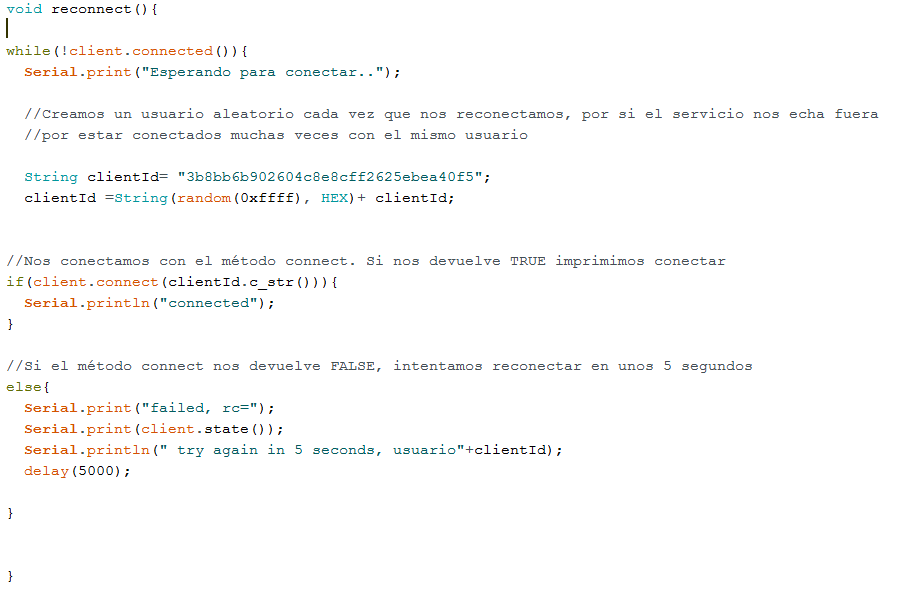 void reconnect(){
while(!client.connected()){
Serial.print("Esperando para conectar..");
//Creamos un usuario aleatorio cada vez que nos reconectamos, por si el servicio nos echa fuera
//por estar conectados muchas veces con el mismo usuario
String clientId= "3b8bb6b902604c8e8cff2625ebea40f5";
clientId =String(random(0xffff), HEX)+ clientId;
//Nos conectamos con el método connect. Si nos devuelve TRUE imprimimos conectar
if(client.connect(clientId.c_str())){
Serial.println("connected");
}
//Si el método connect nos devuelve FALSE, intentamos reconectar en unos 5 segundos
else{
Serial.print("failed, rc=");
Serial.print(client.state());
Serial.println(" try again in 5 seconds, usuario"+clientId);
delay(5000);
}
}